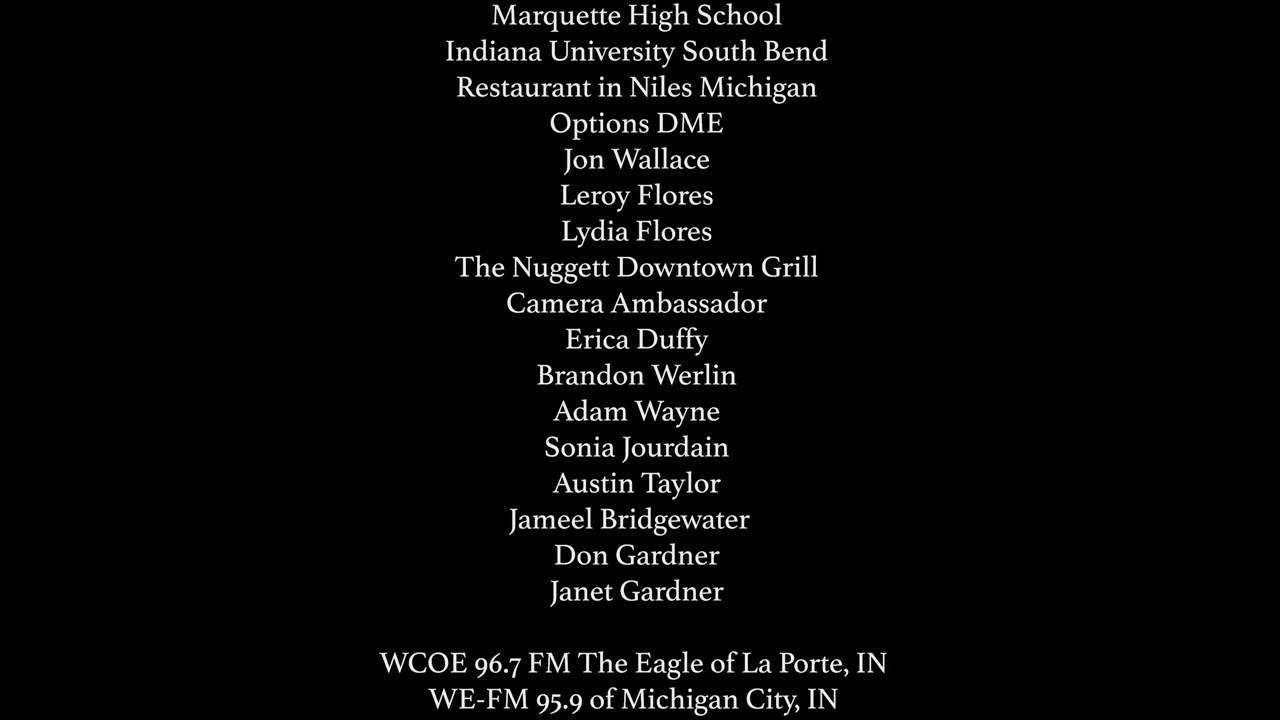 Marquette High School
Indiana University South Bend
Restaurant in Niles Michigan
Options DME
Jon Wallace
Leroy Flores
Lydia Flores
The Nuggett Downtown Grill
Camera Ambassador
Erica Duffy
Brandon Werlin
Adam Wayne
Sonia Jourdain
Austin Taylor
Jameel Bridgewater
Don Gardner
Janet Gardner
WCOE 96.7 FM The Eagle of La Porte, IN
WE-FM 95.9 of Michigan City, IN